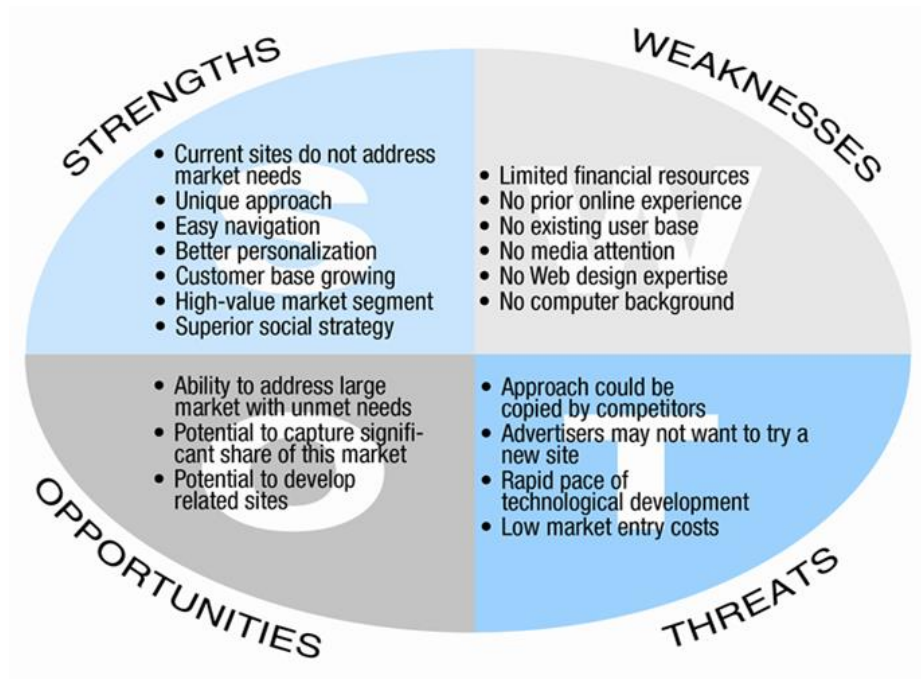 STRENGTHS
• Current sites do not address
market needs
• Unique approach
• Easy navigation
• Better personalization
• Customer base growing
• High-value market segment
• Superior social strategy
S
WEAKNESSES
• Limited financial resources
• No prior online experience
• No existing user base
• No media attention
• No Web design expertise
• No computer background
W
OPPORTUNITIES
• Ability to address large
market with unmet needs
• Potential to capture signifi-
cant share of this market
• Potential to develop
related sites
O
THREATS
• Approach could be
copied by competitors
• Advertisers may not want to try a
new site
• Rapid pace of
technological development
• Low market entry costs
T